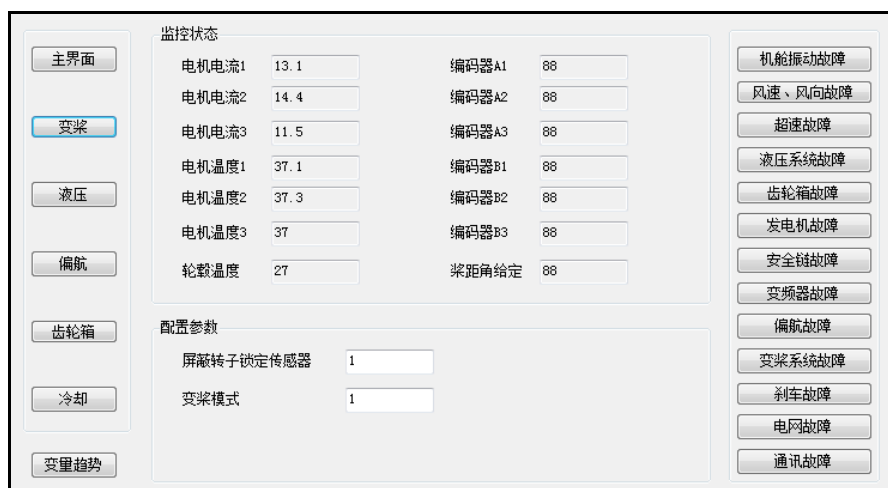 主界面
变桨
液压
偏航
齿轮箱
冷却
变量趋势
监控状态
电机电流1 13.1 编码器A1 88
电机电流2 14.4 编码器A2 88
电机电流3 11.5 编码器A3 88
电机温度1 37.1 编码器B1 88
电机温度2 37.3 编码器B2 88
电机温度3 37 编码器B3 88
轮毂温度 27 桨距角给定 88
配置参数
屏蔽转子锁定传感器 1
变桨模式 1
机舱振动故障
风速、风向故障
超速故障
液压系统故障
齿轮箱故障
发电机故障
安全链故障
变频器故障
偏航故障
变桨系统故障
刹车故障
电网故障
通讯故障